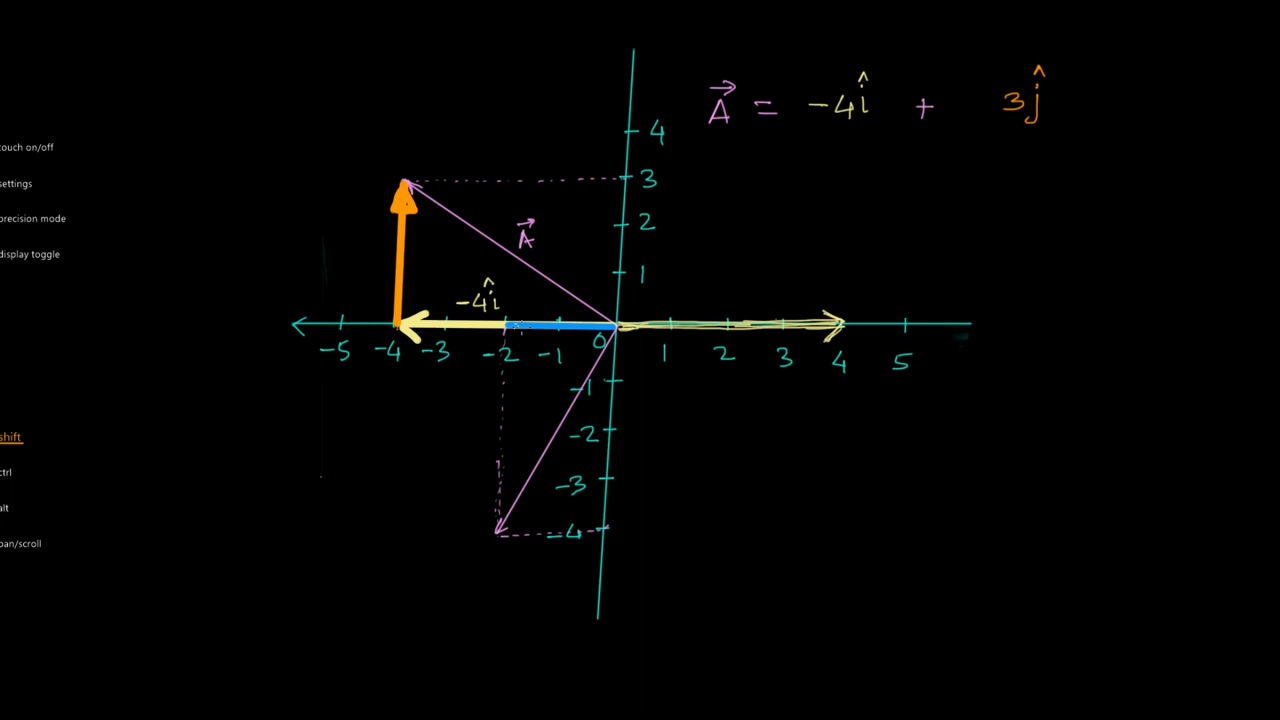 A⃗ = -4î + 3ĵ
touch on/off
4
settings
3
precision mode
2
A⃗
display toggle
1
-4î
-5 -4 -3 -2 -1 0 1 2 3 4 5
-1
-2
shift
ctrl
-3
alt
-4
pan/scroll